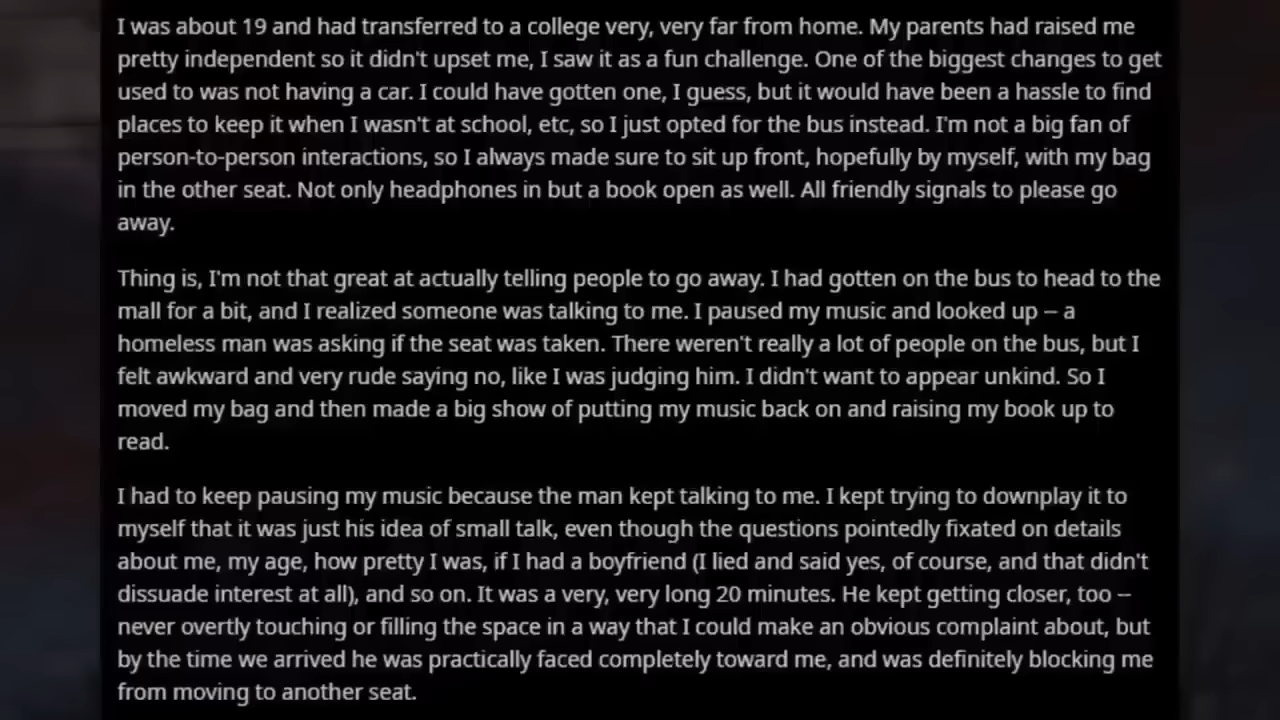 I was about 19 and had transferred to a college very, very far from home. My parents had raised me
pretty independent so it didn't upset me, I saw it as a fun challenge. One of the biggest changes to get
used to was not having a car. I could have gotten one, I guess, but it would have been a hassle to find
places to keep it when I wasn't at school, etc, so I just opted for the bus instead. I'm not a big fan of
person-to-person interactions, so I always made sure to sit up front, hopefully by myself, with my bag
in the other seat. Not only headphones in but a book open as well. All friendly signals to please go
away.
Thing is, I'm not that great at actually telling people to go away. I had gotten on the bus to head to the
mall for a bit, and I realized someone was talking to me. I paused my music and looked up -- a
homeless man was asking if the seat was taken. There weren't really a lot of people on the bus, but I
felt awkward and very rude saying no, like I was judging him. I didn't want to appear unkind. So I
moved my bag and then made a big show of putting my music back on and raising my book up to
read.
I had to keep pausing my music because the man kept talking to me. I kept trying to downplay it to
myself that it was just his idea of small talk, even though the questions pointedly fixated on details
about me, my age, how pretty I was, if I had a boyfriend (I lied and said yes, of course, and that didn't
dissuade interest at all), and so on. It was a very, very long 20 minutes. He kept getting closer, too --
never overtly touching or filling the space in a way that I could make an obvious complaint about, but
by the time we arrived he was practically faced completely toward me, and was definitely blocking me
from moving to another seat.